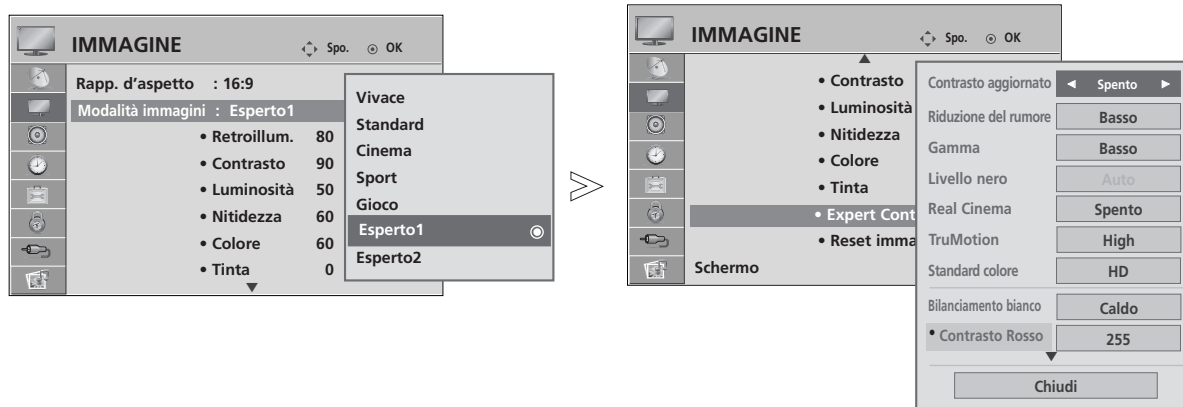 IMMAGINE
Spo. OK
Rapp. d'aspetto : 16:9
Modalità immagini : Esperto1
• Retroillum. 80
• Contrasto 90
• Luminosità 50
• Nitidezza 60
• Colore 60
• Tinta 0
Vivace
Standard
Cinema
Sport
Gioco
Esperto1
Esperto2
IMMAGINE
Spo. OK
• Contrasto
• Luminosità
• Nitidezza
• Colore
• Tinta
• Expert Cont
• Reset imma
Schermo
Contrasto aggiornato ◄ Spento ►
Riduzione del rumore Basso
Gamma Basso
Livello nero Auto
Real Cinema Spento
TruMotion High
Standard colore HD
Bilanciamento bianco Caldo
• Contrasto Rosso 255
Chiudi